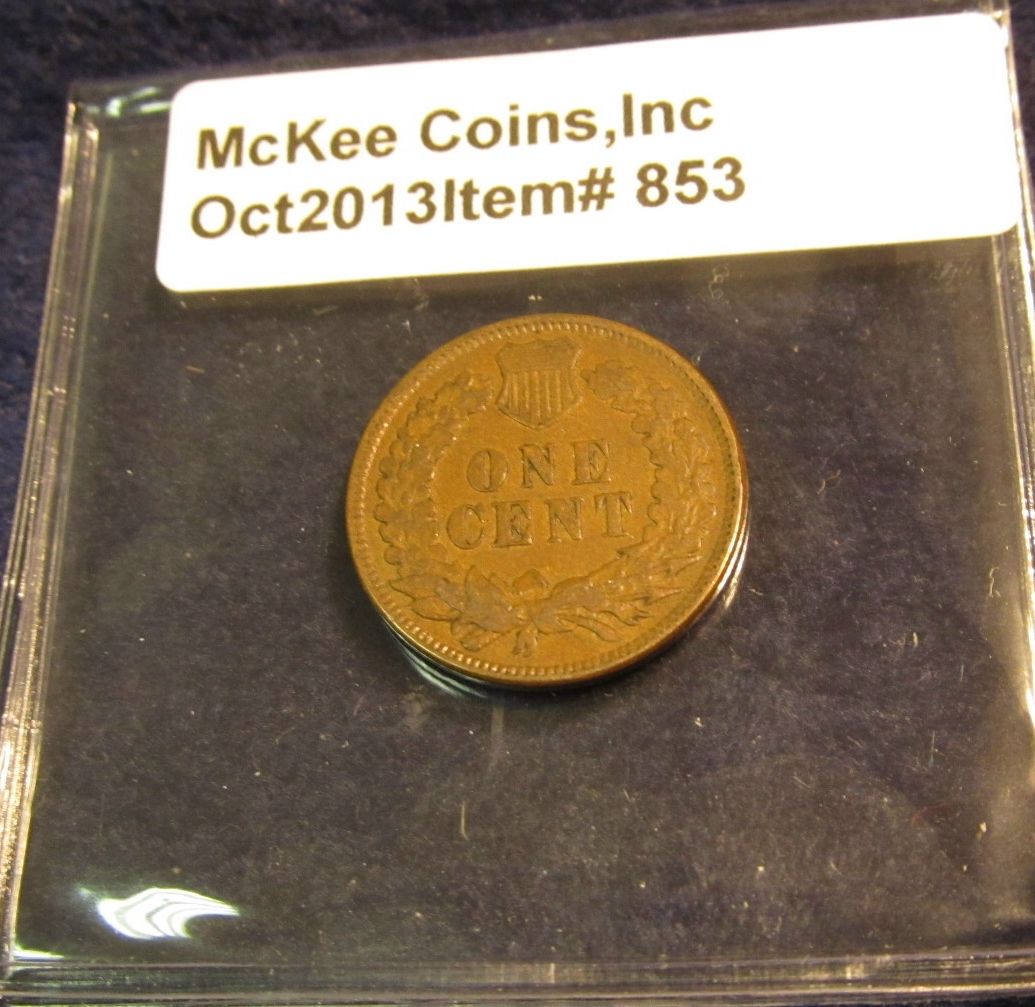 McKee Coins,Inc
Oct2013Item# 853
ONE
CENT